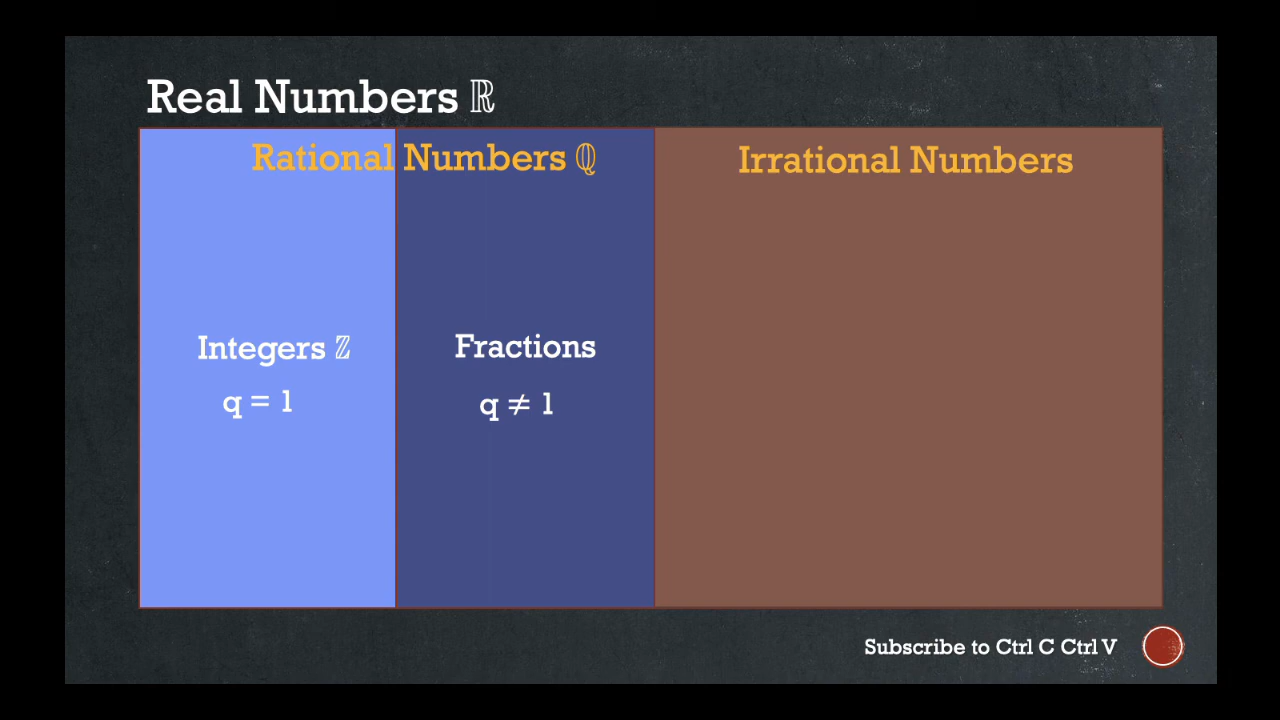 Real Numbers ℝ
Rational Numbers ℚ
Irrational Numbers
Integers ℤ
q = 1
Fractions
q ≠ 1
Subscribe to Ctrl C Ctrl V